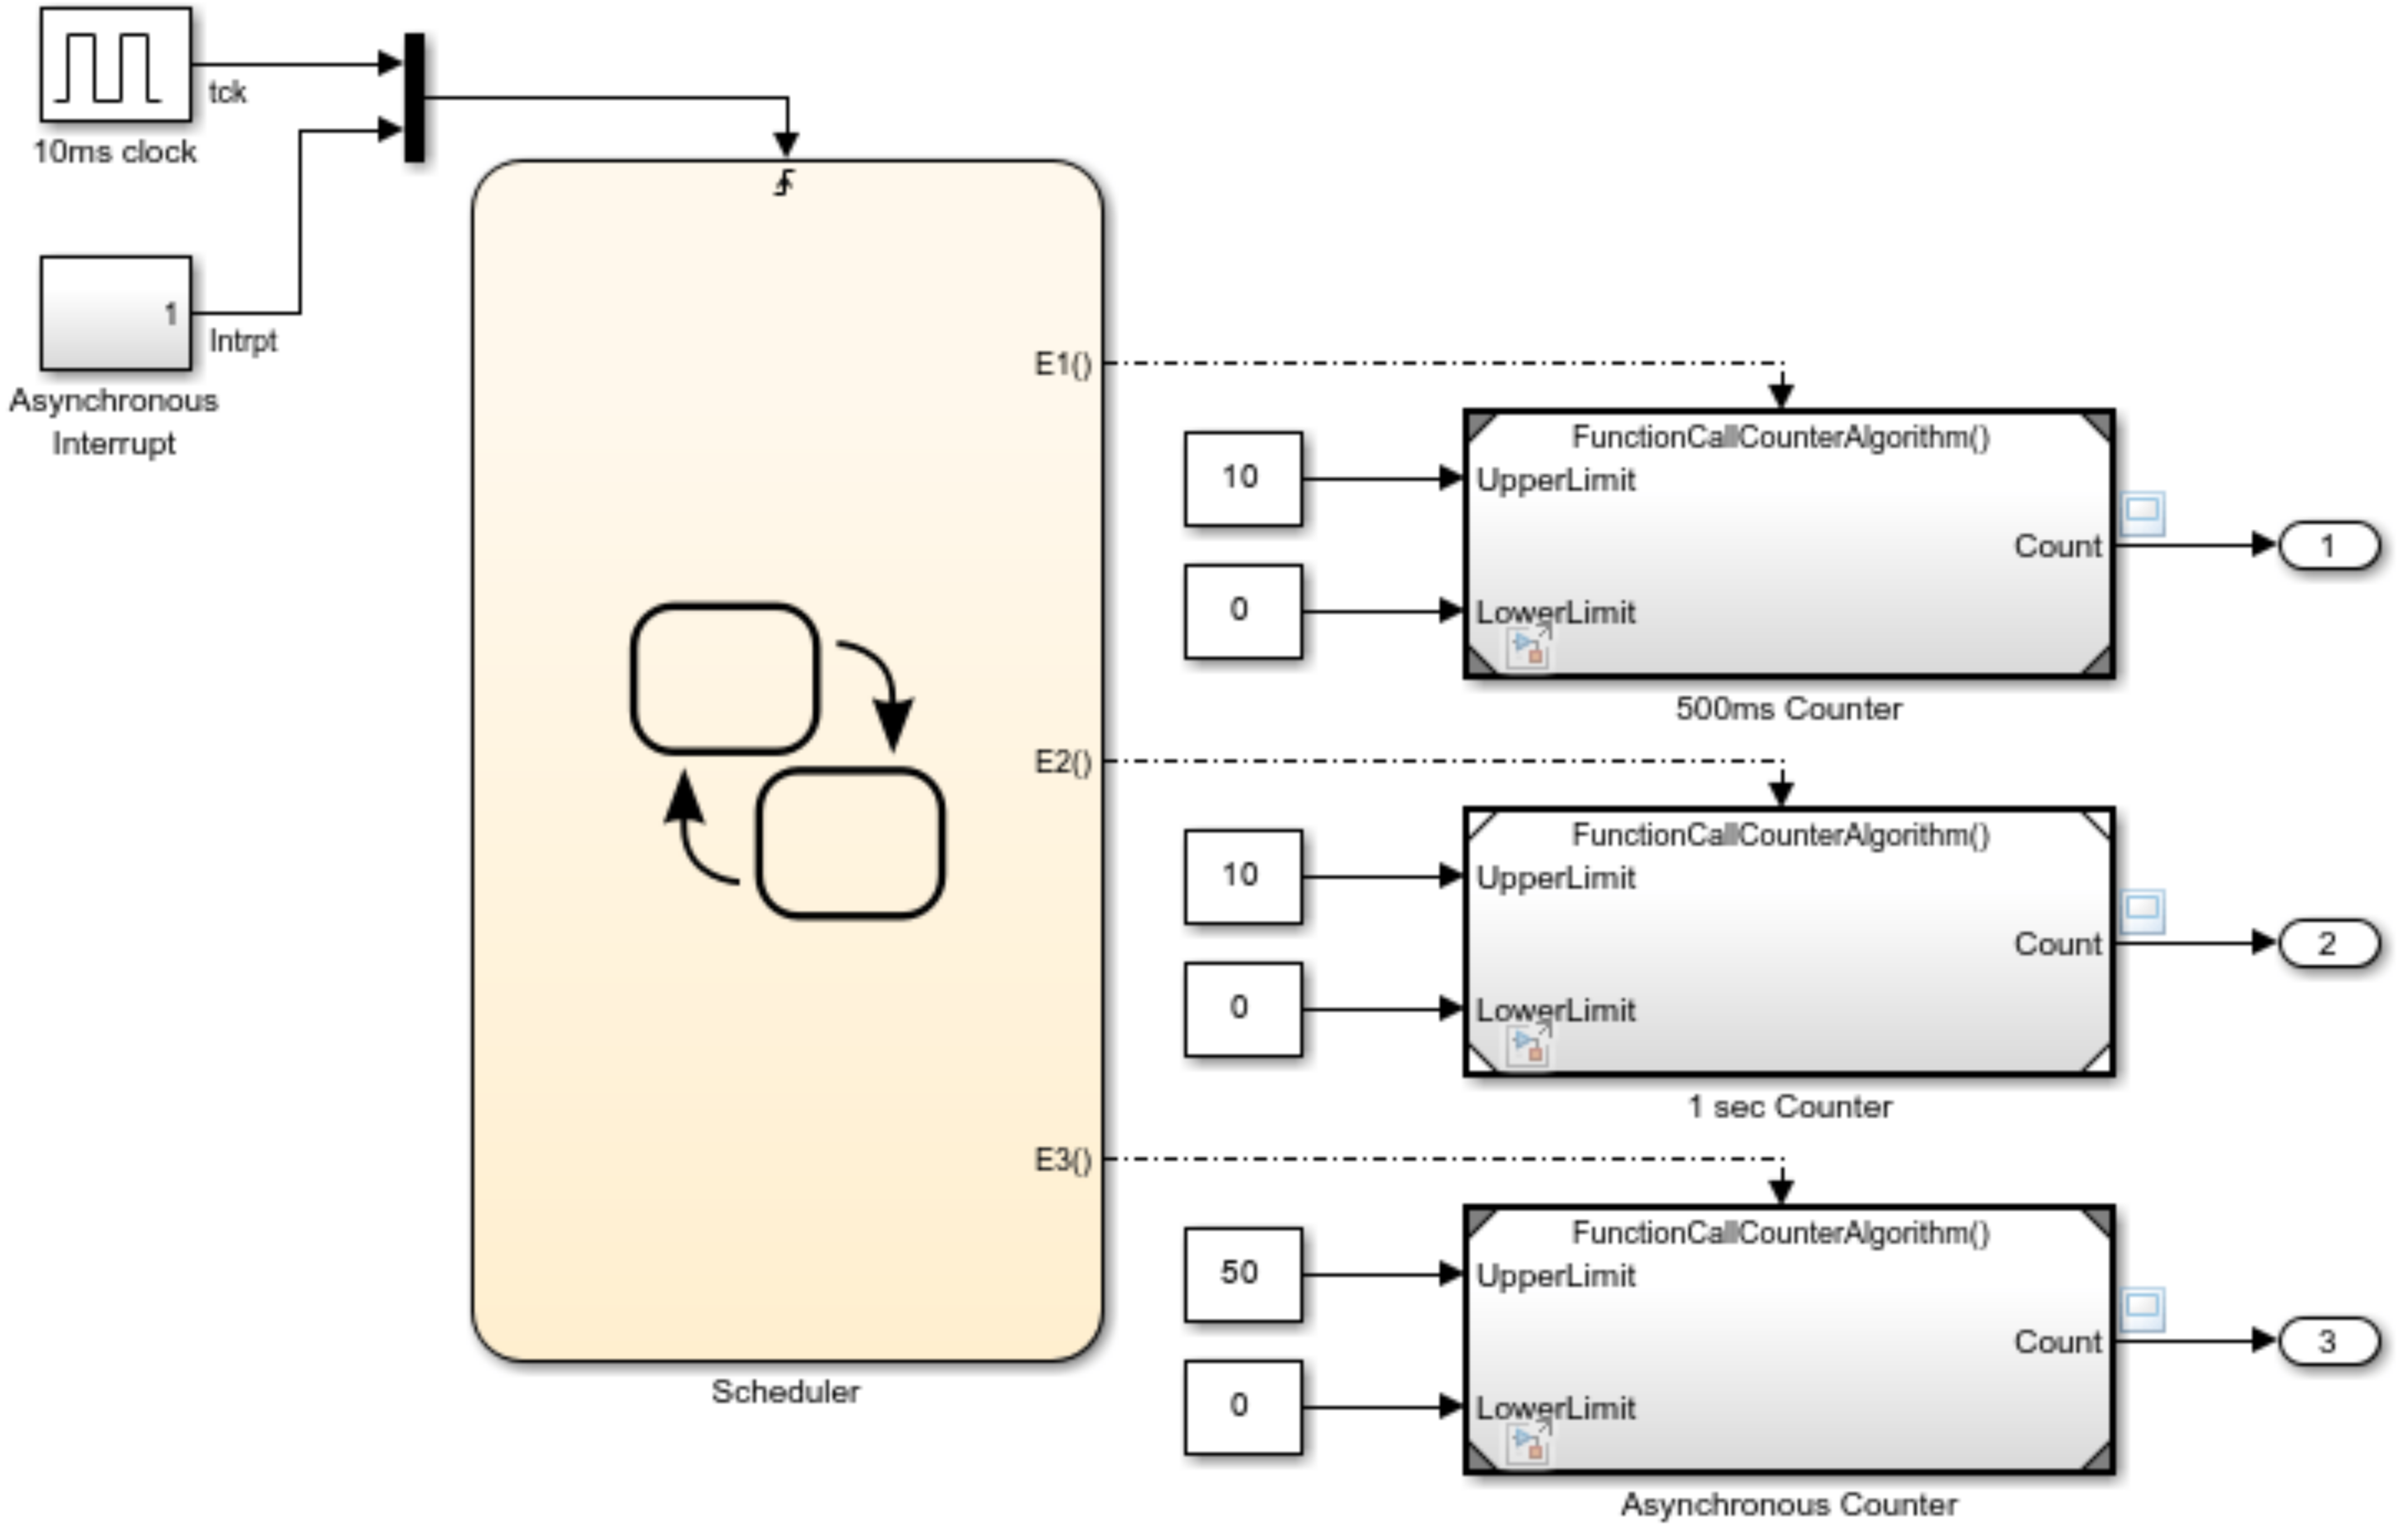 tck
10ms clock
1
Intrpt
Asynchronous
Interrupt
E1()
E2()
E3()
Scheduler
10
0
FunctionCallCounterAlgorithm()
UpperLimit
Count
LowerLimit
1
500ms Counter
10
0
FunctionCallCounterAlgorithm()
UpperLimit
Count
LowerLimit
2
1 sec Counter
50
0
FunctionCallCounterAlgorithm()
UpperLimit
Count
LowerLimit
3
Asynchronous Counter